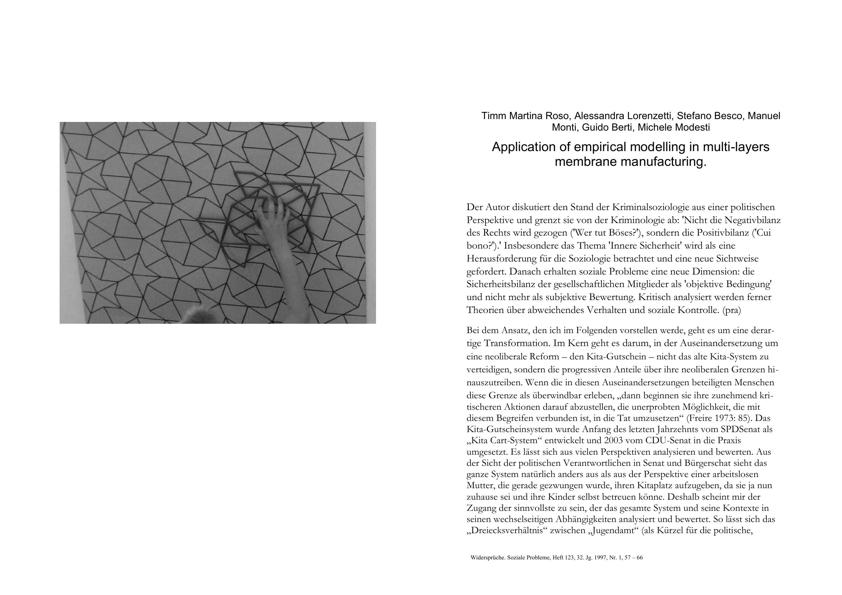 Timm Martina Roso, Alessandra Lorenzetti, Stefano Besco, Manuel
Monti, Guido Berti, Michele Modesti
Application of empirical modelling in multi-layers
membrane manufacturing.
Der Autor diskutiert den Stand der Kriminalsoziologie aus einer politischen
Perspektive und grenzt sie von der Kriminologie ab: 'Nicht die Negativbilanz
des Rechts wird gezogen ('Wer tut Böses?'), sondern die Positivbilanz ('Cui
bono?').' Insbesondere das Thema 'Innere Sicherheit' wird als eine
Herausforderung für die Soziologie betrachtet und eine neue Sichtweise
gefordert. Danach erhalten soziale Probleme eine neue Dimension: die
Sicherheitsbilanz der gesellschaftlichen Mitglieder als 'objektive Bedingung'
und nicht mehr als subjektive Bewertung. Kritisch analysiert werden ferner
Theorien über abweichendes Verhalten und soziale Kontrolle. (pra)
Bei dem Ansatz, den ich im Folgenden vorstellen werde, geht es um eine derar-
tige Transformation. Im Kern geht es darum, in der Auseinandersetzung um
eine neoliberale Reform – den Kita-Gutschein – nicht das alte Kita-System zu
verteidigen, sondern die progressiven Anteile über ihre neoliberalen Grenzen hi-
nauszutreiben. Wenn die in diesen Auseinandersetzungen beteiligten Menschen
diese Grenze als überwindbar erleben, „dann beginnen sie ihre zunehmend kri-
tischeren Aktionen darauf abzustellen, die unerprobten Möglichkeit, die mit
diesem Begreifen verbunden ist, in die Tat umzusetzen“ (Freire 1973: 85). Das
Kita-Gutscheinsystem wurde Anfang des letzten Jahrzehnts vom SPDSenat als
„Kita Cart-System“ entwickelt und 2003 vom CDU-Senat in die Praxis
umgesetzt. Es lässt sich aus vielen Perspektiven analysieren und bewerten. Aus
der Sicht der politischen Verantwortlichen in Senat und Bürgerschat sieht das
ganze System natürlich anders aus als aus der Perspektive einer arbeitslosen
Mutter, die gerade gezwungen wurde, ihren Kitaplatz aufzugeben, da sie ja nun
zuhause sei und ihre Kinder selbst betreuen könne. Deshalb scheint mir der
Zugang der sinnvollste zu sein, der das gesamte System und seine Kontexte in
seinen wechselseitigen Abhängigkeiten analysiert und bewertet. So lässt sich das
„Dreiecksverhältnis“ zwischen „Jugendamt“ (als Kürzel für die politische,
Widersprüche. Soziale Probleme, Heft 123, 32. Jg. 1997, Nr. 1, 57 – 66